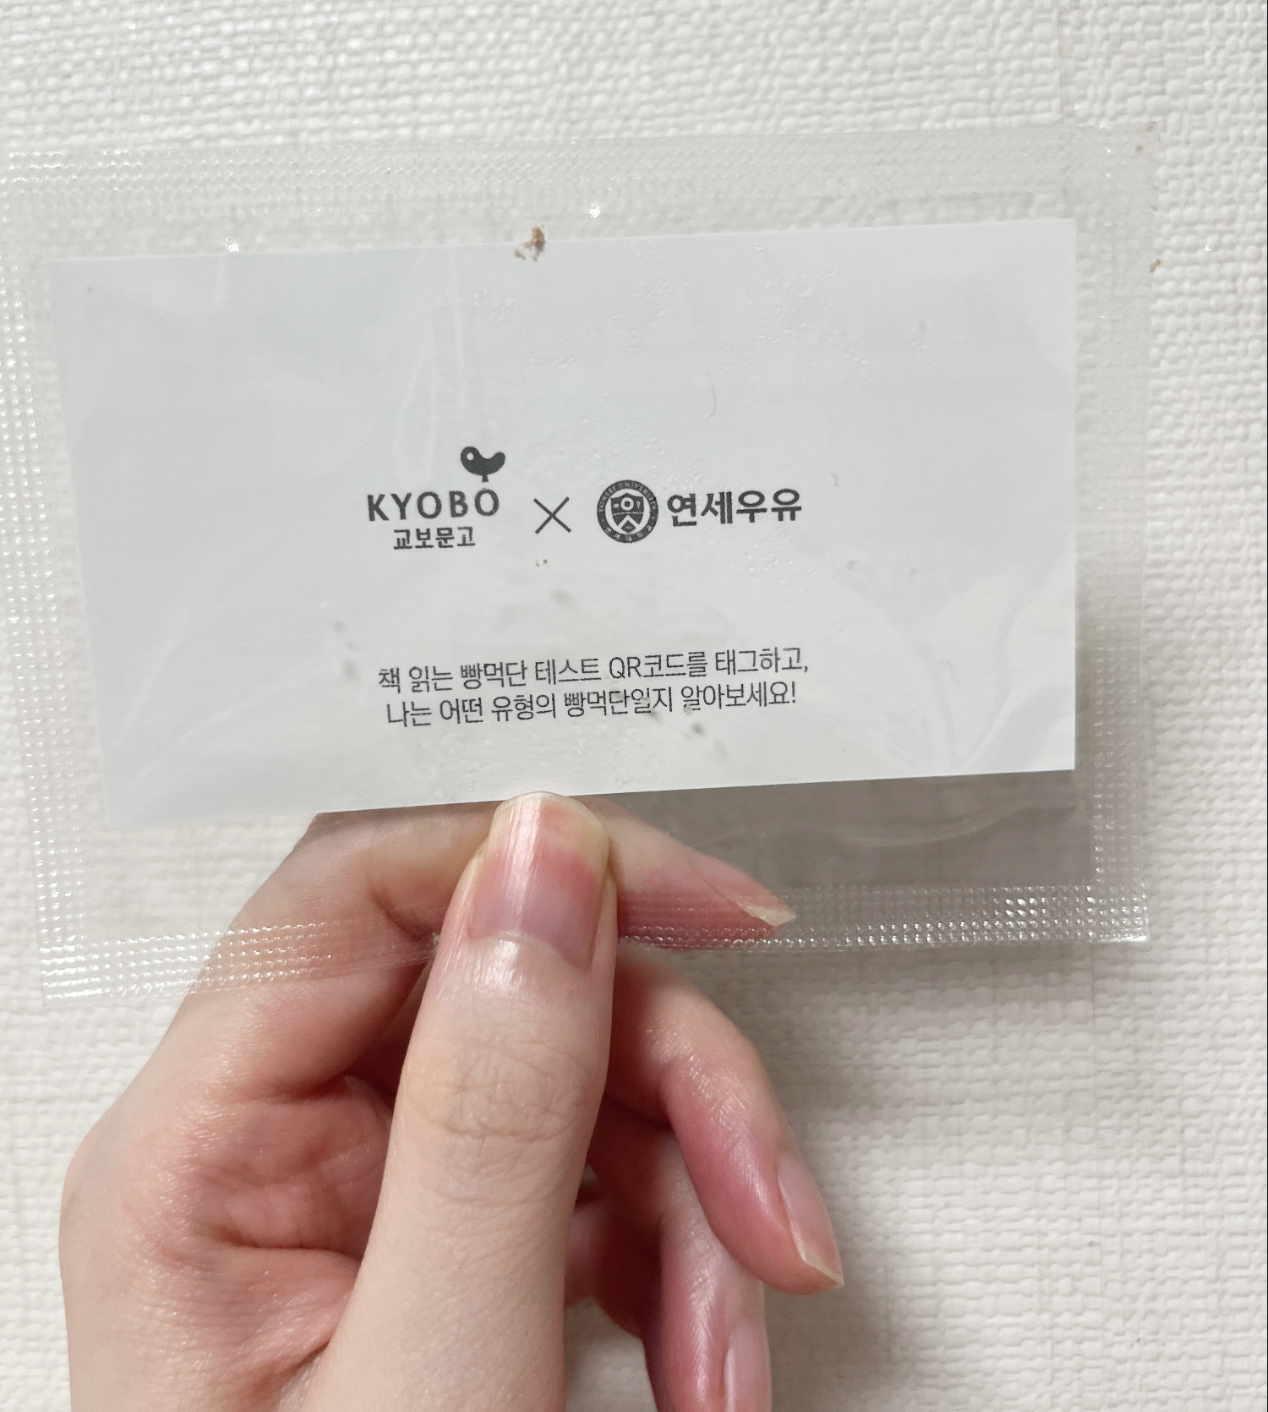 KYOBO
교보문고
×
연세우유
책 읽는 빵먹단 테스트 QR코드를 태그하고,
나는 어떤 유형의 빵먹단일지 알아보세요!